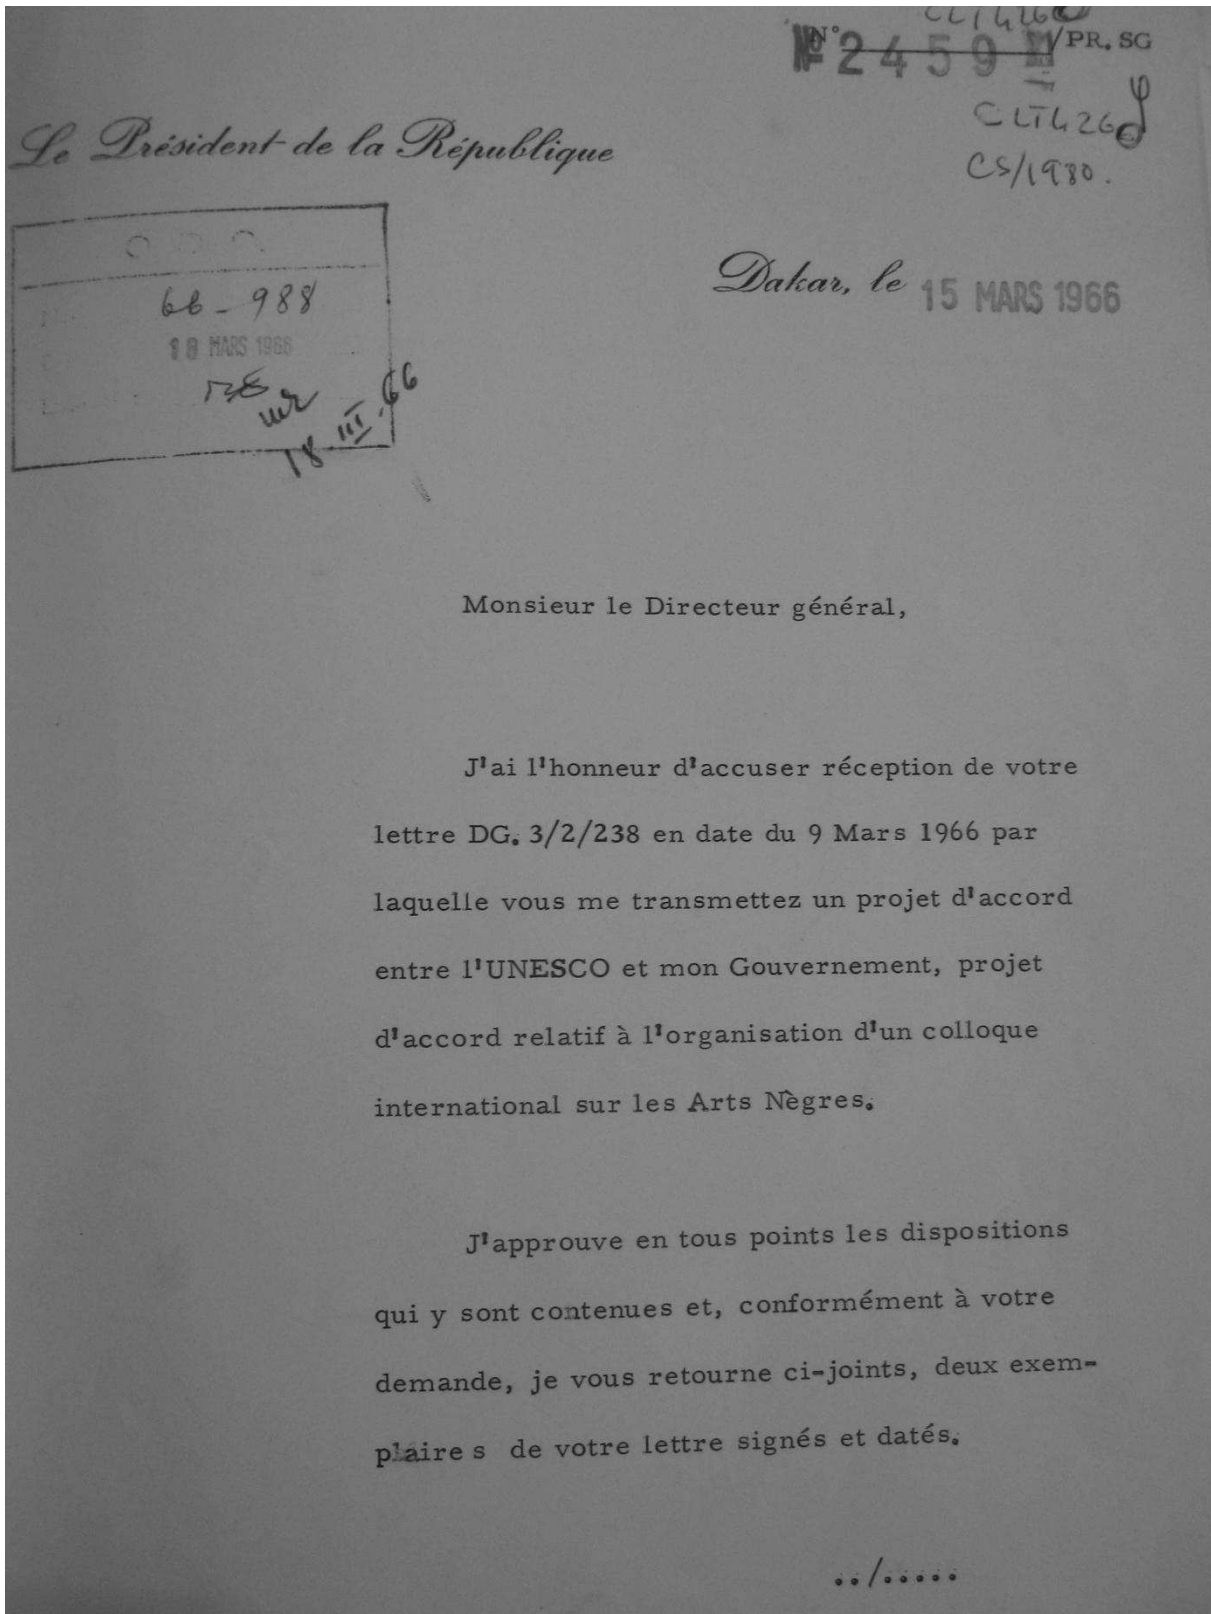 CLT426
N° 2459 /PR. SG
CLT426
CS/1980.
Le Président de la République
66-988
18 MARS 1966
18 III.66
Dakar, le 15 MARS 1966
Monsieur le Directeur général,
J'ai l'honneur d'accuser réception de votre
lettre DG. 3/2/238 en date du 9 Mars 1966 par
laquelle vous me transmettez un projet d'accord
entre l'UNESCO et mon Gouvernement, projet
d'accord relatif à l'organisation d'un colloque
international sur les Arts Nègres.
J'approuve en tous points les dispositions
qui y sont contenues et, conformément à votre
demande, je vous retourne ci-joints, deux exem-
plaires de votre lettre signés et datés.
../.....